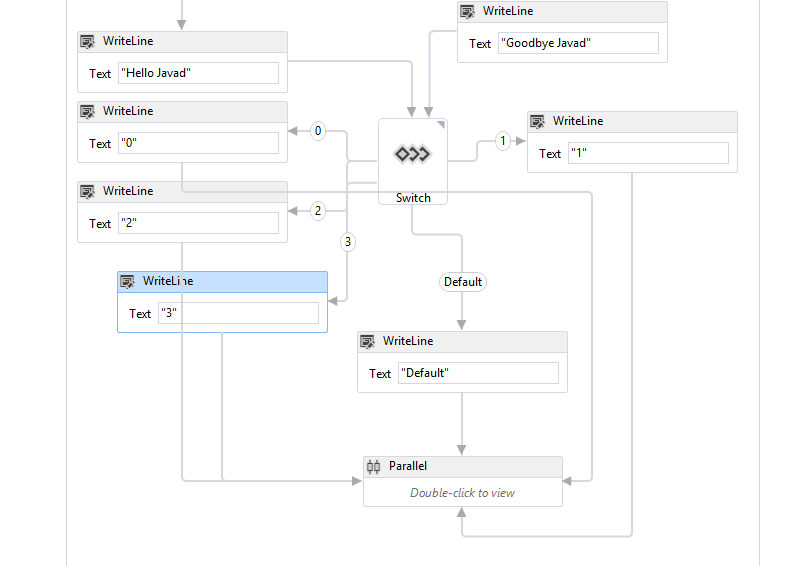 WriteLine
Text "Goodbye Javad"
WriteLine
Text "Hello Javad"
WriteLine
Text "0"
0
WriteLine
Text "1"
1
Switch
WriteLine
Text "2"
2
3
WriteLine
Text "3"
Default
WriteLine
Text "Default"
Parallel
Double-click to view